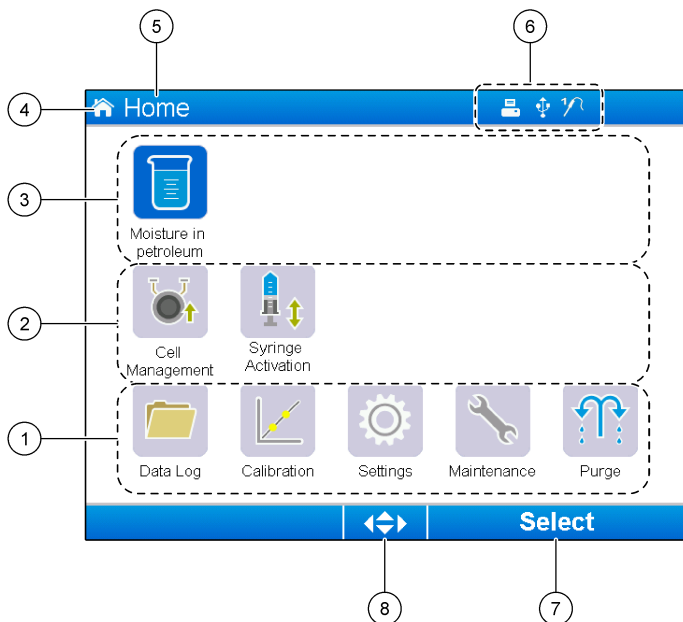 5
6
4
Home
3
Moisture in
petroleum
2
Cell
Management
Syringe
Activation
1
Data Log
Calibration
Settings
Maintenance
Purge
Select
8
7